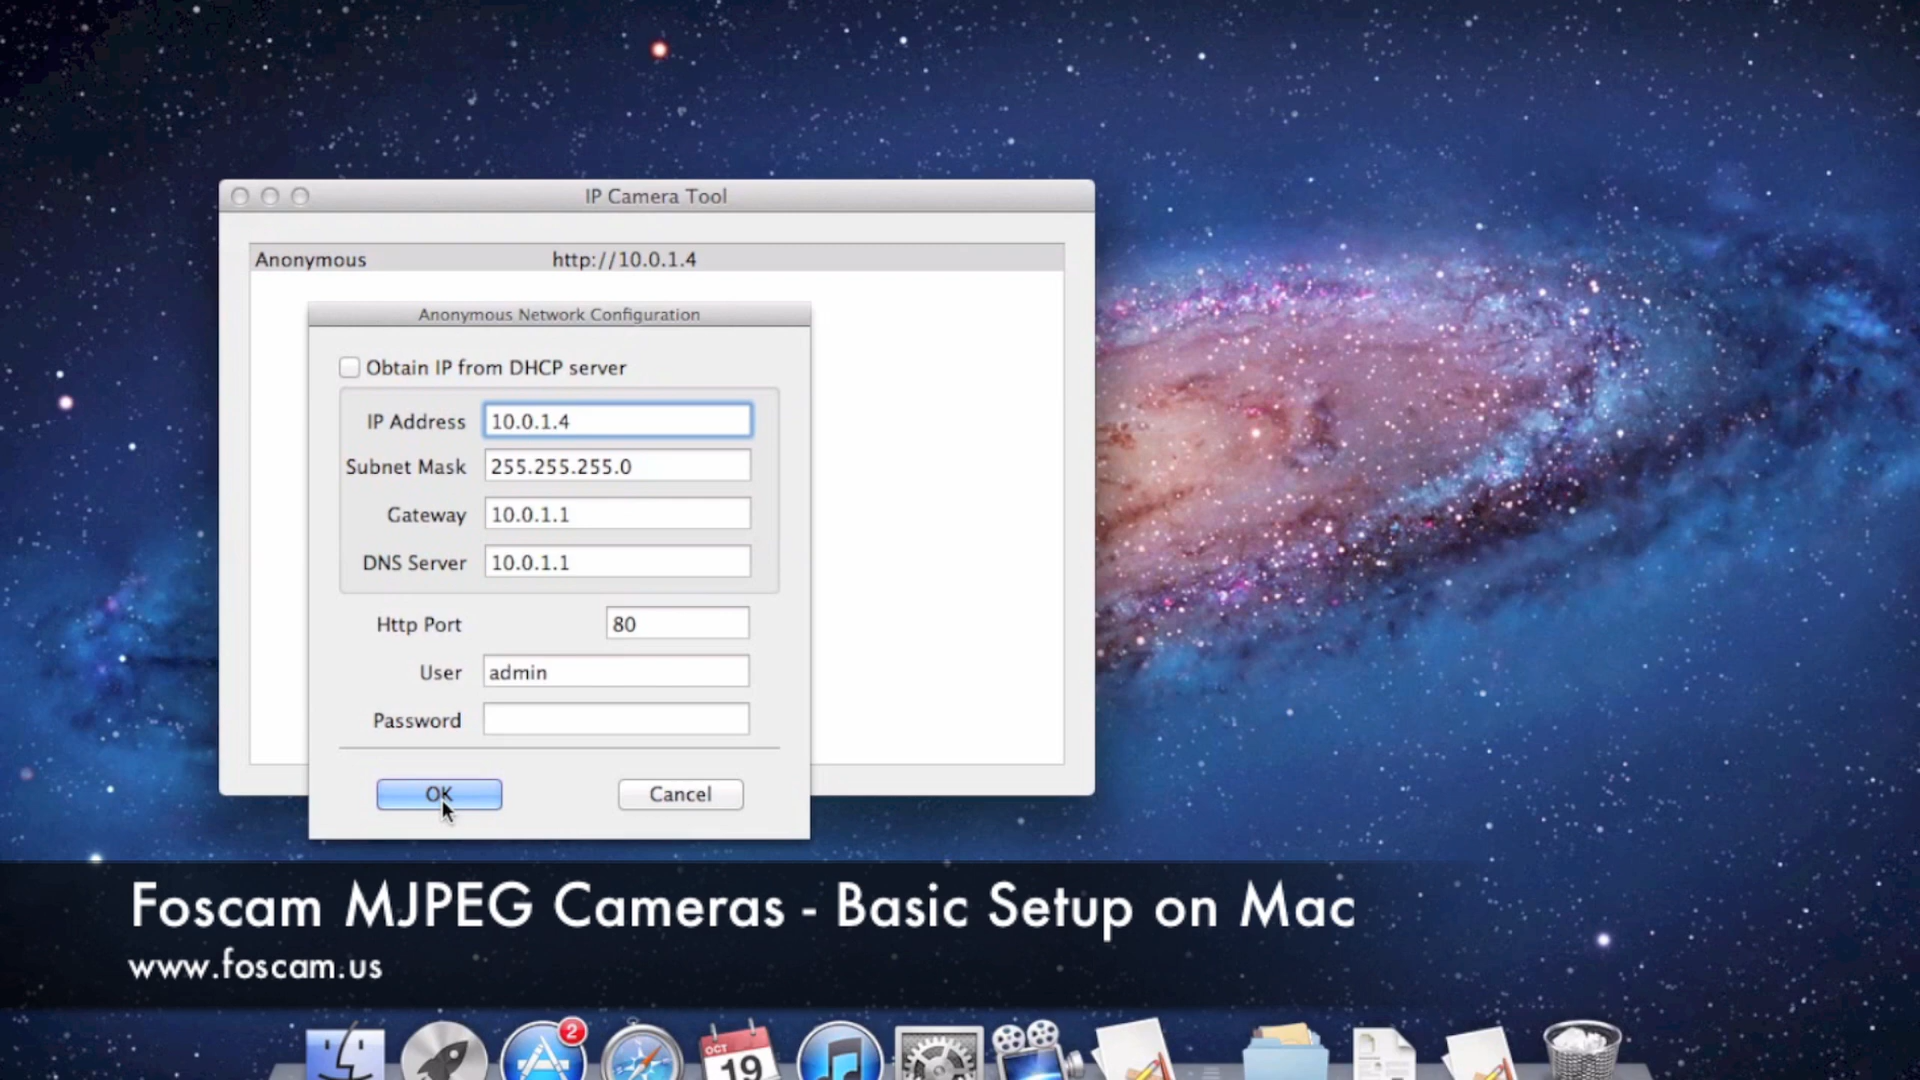 IP Camera Tool
Anonymous http://10.0.1.4
Anonymous Network Configuration
Obtain IP from DHCP server
IP Address 10.0.1.4
Subnet Mask 255.255.255.0
Gateway 10.0.1.1
DNS Server 10.0.1.1
Http Port 80
User admin
Password
OK Cancel
Foscam MJPEG Cameras - Basic Setup on Mac
www.foscam.us
2
OCT
19